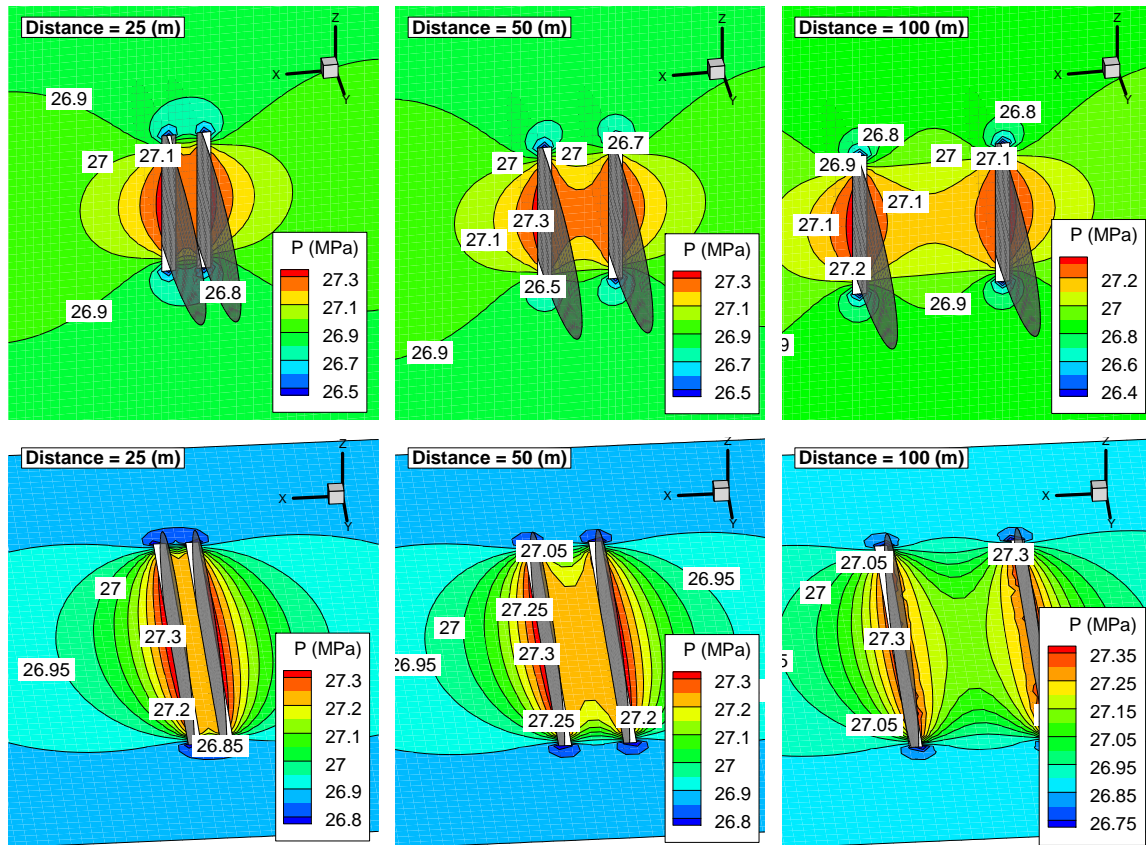 Distance = 25 (m)
Z
X
Y
26.9
27
27.1
26.8
26.9
P (MPa)
27.3
27.1
26.9
26.7
26.5
Distance = 50 (m)
Z
X
Y
27
27
26.7
27.3
27.1
26.5
26.9
P (MPa)
27.3
27.1
26.9
26.7
26.5
Distance = 100 (m)
Z
X
Y
26.8
26.8
27
27.1
26.9
27.1
27.1
27.2
26.9
9
P (MPa)
27.2
27
26.8
26.6
26.4
Distance = 25 (m)
Z
X
Y
27
27.3
26.95
27.2
26.85
P (MPa)
27.3
27.2
27.1
27
26.9
26.8
Distance = 50 (m)
Z
X
Y
27.05
26.95
27.25
27
27.3
26.95
27.25
27.2
P (MPa)
27.3
27.2
27.1
27
26.9
26.8
Distance = 100 (m)
Z
X
Y
27.05
27.3
27
27.3
5
27.05
P (MPa)
27.35
27.25
27.15
27.05
26.95
26.85
26.75